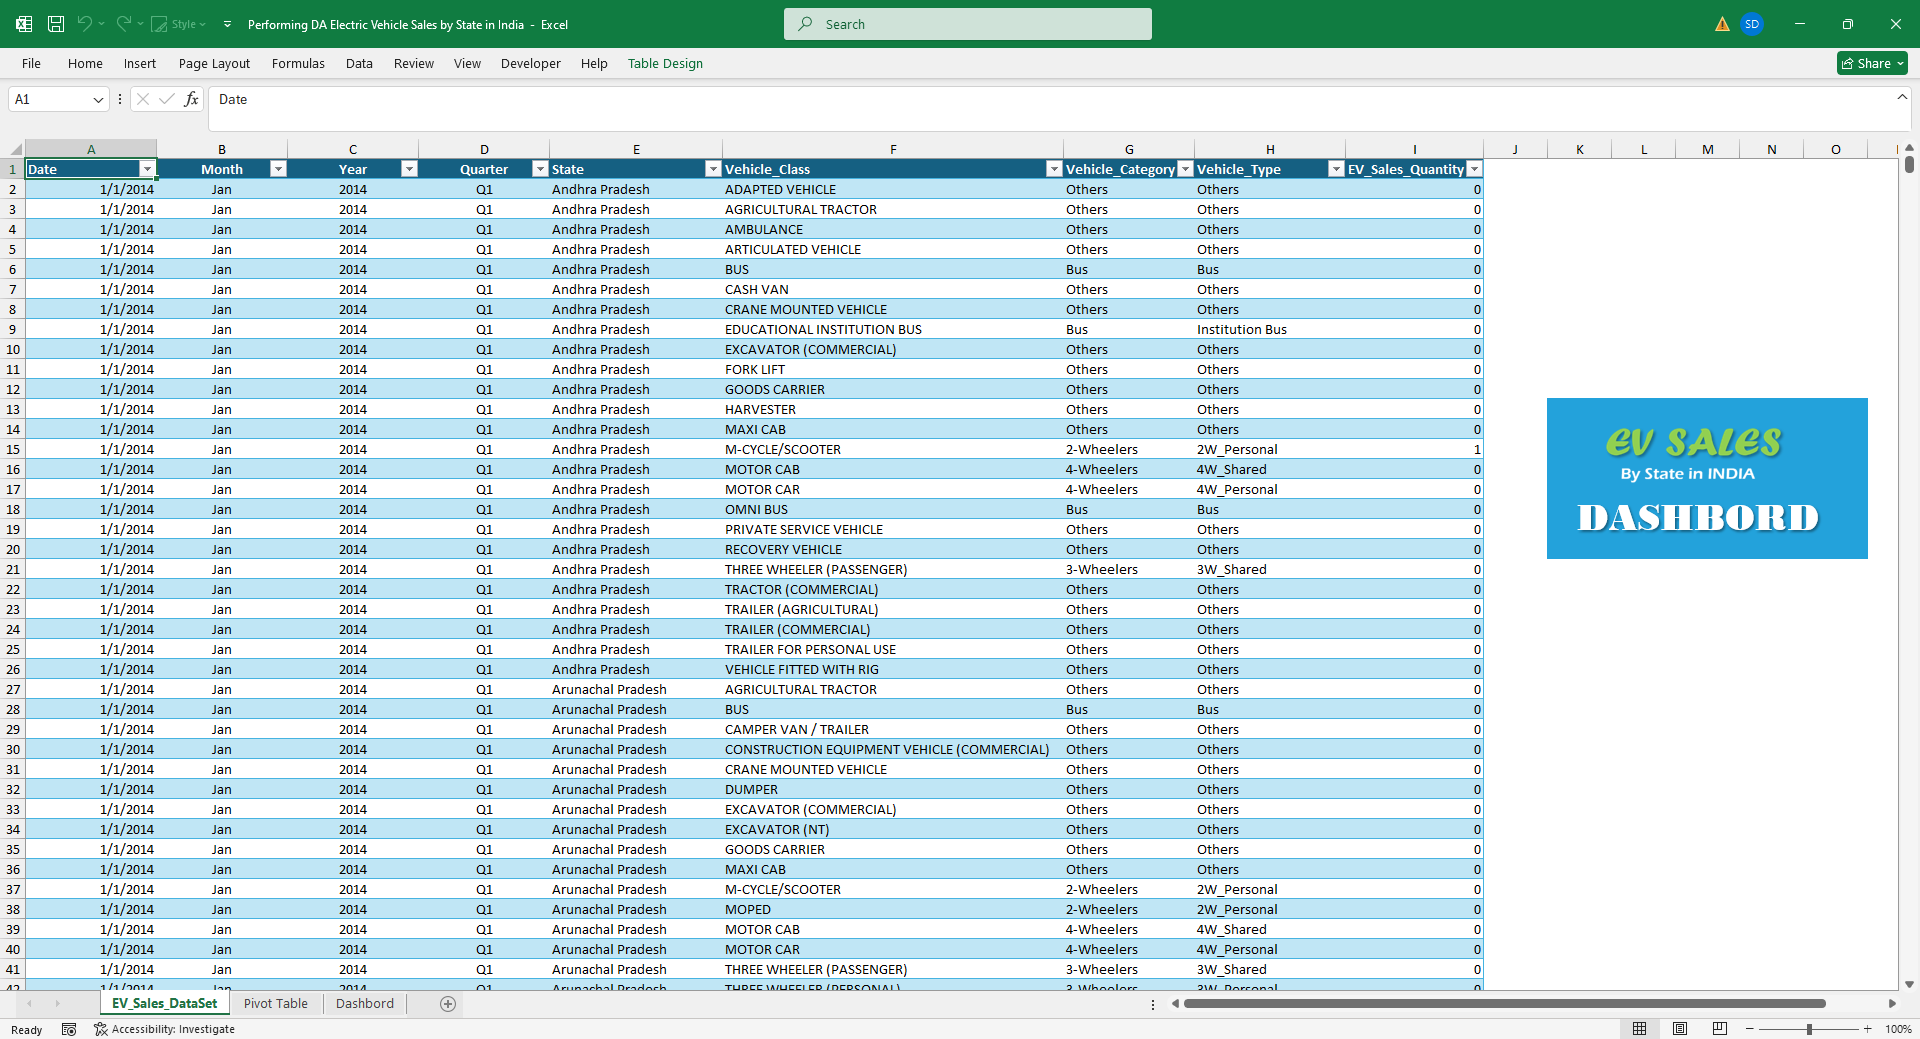 Style
Performing DA Electric Vehicle Sales by State in India - Excel
Search
SD
File Home Insert Page Layout Formulas Data Review View Developer Help Table Design
Share
A1 fx Date
A B C D E F G H I J K L M N O
1 Date Month Year Quarter State Vehicle_Class Vehicle_Category Vehicle_Type EV_Sales_Quantity
2 1/1/2014 Jan 2014 Q1 Andhra Pradesh ADAPTED VEHICLE Others Others 0
3 1/1/2014 Jan 2014 Q1 Andhra Pradesh AGRICULTURAL TRACTOR Others Others 0
4 1/1/2014 Jan 2014 Q1 Andhra Pradesh AMBULANCE Others Others 0
5 1/1/2014 Jan 2014 Q1 Andhra Pradesh ARTICULATED VEHICLE Others Others 0
6 1/1/2014 Jan 2014 Q1 Andhra Pradesh BUS Bus Bus 0
7 1/1/2014 Jan 2014 Q1 Andhra Pradesh CASH VAN Others Others 0
8 1/1/2014 Jan 2014 Q1 Andhra Pradesh CRANE MOUNTED VEHICLE Others Others 0
9 1/1/2014 Jan 2014 Q1 Andhra Pradesh EDUCATIONAL INSTITUTION BUS Bus Institution Bus 0
10 1/1/2014 Jan 2014 Q1 Andhra Pradesh EXCAVATOR (COMMERCIAL) Others Others 0
11 1/1/2014 Jan 2014 Q1 Andhra Pradesh FORK LIFT Others Others 0
12 1/1/2014 Jan 2014 Q1 Andhra Pradesh GOODS CARRIER Others Others 0
13 1/1/2014 Jan 2014 Q1 Andhra Pradesh HARVESTER Others Others 0
14 1/1/2014 Jan 2014 Q1 Andhra Pradesh MAXI CAB Others Others 0
15 1/1/2014 Jan 2014 Q1 Andhra Pradesh M-CYCLE/SCOOTER 2-Wheelers 2W_Personal 1
16 1/1/2014 Jan 2014 Q1 Andhra Pradesh MOTOR CAB 4-Wheelers 4W_Shared 0
17 1/1/2014 Jan 2014 Q1 Andhra Pradesh MOTOR CAR 4-Wheelers 4W_Personal 0
18 1/1/2014 Jan 2014 Q1 Andhra Pradesh OMNI BUS Bus Bus 0
19 1/1/2014 Jan 2014 Q1 Andhra Pradesh PRIVATE SERVICE VEHICLE Others Others 0
20 1/1/2014 Jan 2014 Q1 Andhra Pradesh RECOVERY VEHICLE Others Others 0
21 1/1/2014 Jan 2014 Q1 Andhra Pradesh THREE WHEELER (PASSENGER) 3-Wheelers 3W_Shared 0
22 1/1/2014 Jan 2014 Q1 Andhra Pradesh TRACTOR (COMMERCIAL) Others Others 0
23 1/1/2014 Jan 2014 Q1 Andhra Pradesh TRAILER (AGRICULTURAL) Others Others 0
24 1/1/2014 Jan 2014 Q1 Andhra Pradesh TRAILER (COMMERCIAL) Others Others 0
25 1/1/2014 Jan 2014 Q1 Andhra Pradesh TRAILER FOR PERSONAL USE Others Others 0
26 1/1/2014 Jan 2014 Q1 Andhra Pradesh VEHICLE FITTED WITH RIG Others Others 0
27 1/1/2014 Jan 2014 Q1 Arunachal Pradesh AGRICULTURAL TRACTOR Others Others 0
28 1/1/2014 Jan 2014 Q1 Arunachal Pradesh BUS Bus Bus 0
29 1/1/2014 Jan 2014 Q1 Arunachal Pradesh CAMPER VAN / TRAILER Others Others 0
30 1/1/2014 Jan 2014 Q1 Arunachal Pradesh CONSTRUCTION EQUIPMENT VEHICLE (COMMERCIAL) Others Others 0
31 1/1/2014 Jan 2014 Q1 Arunachal Pradesh CRANE MOUNTED VEHICLE Others Others 0
32 1/1/2014 Jan 2014 Q1 Arunachal Pradesh DUMPER Others Others 0
33 1/1/2014 Jan 2014 Q1 Arunachal Pradesh EXCAVATOR (COMMERCIAL) Others Others 0
34 1/1/2014 Jan 2014 Q1 Arunachal Pradesh EXCAVATOR (NT) Others Others 0
35 1/1/2014 Jan 2014 Q1 Arunachal Pradesh GOODS CARRIER Others Others 0
36 1/1/2014 Jan 2014 Q1 Arunachal Pradesh MAXI CAB Others Others 0
37 1/1/2014 Jan 2014 Q1 Arunachal Pradesh M-CYCLE/SCOOTER 2-Wheelers 2W_Personal 0
38 1/1/2014 Jan 2014 Q1 Arunachal Pradesh MOPED 2-Wheelers 2W_Personal 0
39 1/1/2014 Jan 2014 Q1 Arunachal Pradesh MOTOR CAB 4-Wheelers 4W_Shared 0
40 1/1/2014 Jan 2014 Q1 Arunachal Pradesh MOTOR CAR 4-Wheelers 4W_Personal 0
41 1/1/2014 Jan 2014 Q1 Arunachal Pradesh THREE WHEELER (PASSENGER) 3-Wheelers 3W_Shared 0
42 1/1/2014 Jan 2014 Q1 Arunachal Pradesh THREE WHEELER (PERSONAL) 3-Wheelers 3W_Personal 0
EV SALES
By State in INDIA
DASHBORD
EV_Sales_DataSet Pivot Table Dashbord
Ready Accessibility: Investigate 100%